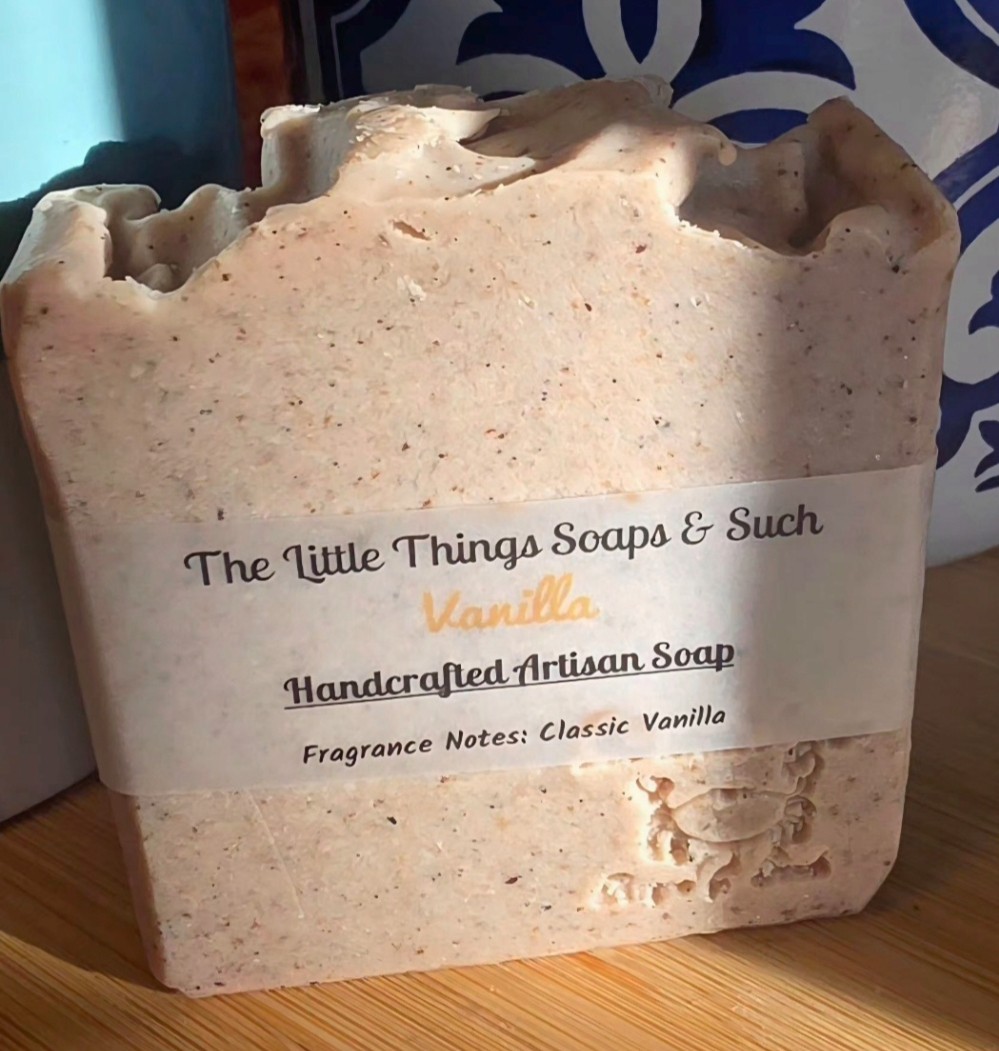 The Little Things Soaps & Such
Vanilla
Handcrafted Artisan Soap
Fragrance Notes: Classic Vanilla